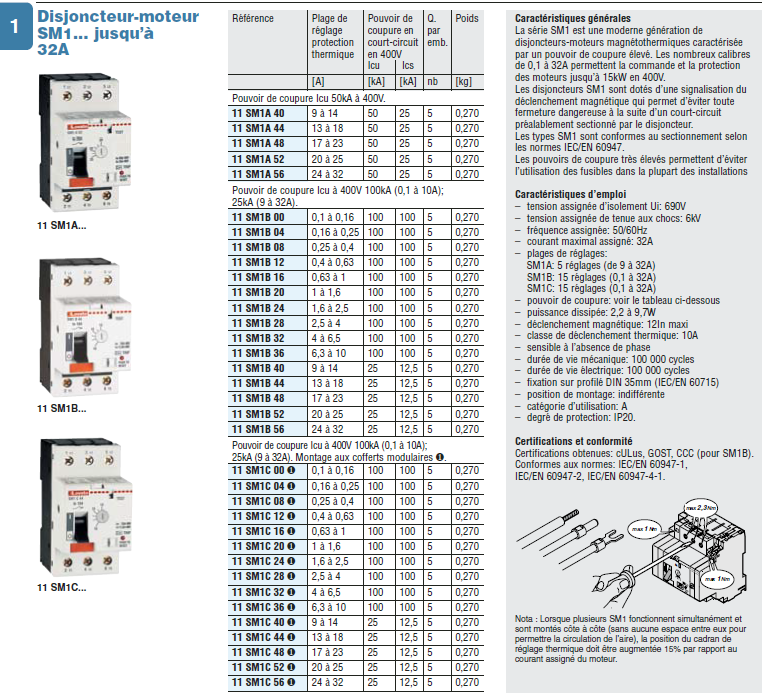 1
Disjoncteur-moteur
SM1... jusqu'à
32A
11 SM1A...
11 SM1B...
11 SM1C...
Référence Plage de réglage protection thermique Pouvoir de coupure en court-circuit en 400V Q. par emb. Poids
Icu Ics
[A] [kA] [kA] nb [kg]
Pouvoir de coupure Icu 50kA à 400V.
11 SM1A 40 9 à 14 50 25 5 0,270
11 SM1A 44 13 à 18 50 25 5 0,270
11 SM1A 48 17 à 23 50 25 5 0,270
11 SM1A 52 20 à 25 50 25 5 0,270
11 SM1A 56 24 à 32 50 25 5 0,270
Pouvoir de coupure Icu à 400V 100kA (0,1 à 10A);
25kA (9 à 32A).
11 SM1B 00 0,1 à 0,16 100 100 5 0,270
11 SM1B 04 0,16 à 0,25 100 100 5 0,270
11 SM1B 08 0,25 à 0,4 100 100 5 0,270
11 SM1B 12 0,4 à 0,63 100 100 5 0,270
11 SM1B 16 0,63 à 1 100 100 5 0,270
11 SM1B 20 1 à 1,6 100 100 5 0,270
11 SM1B 24 1,6 à 2,5 100 100 5 0,270
11 SM1B 28 2,5 à 4 100 100 5 0,270
11 SM1B 32 4 à 6,5 100 100 5 0,270
11 SM1B 36 6,3 à 10 100 100 5 0,270
11 SM1B 40 9 à 14 25 12,5 5 0,270
11 SM1B 44 13 à 18 25 12,5 5 0,270
11 SM1B 48 17 à 23 25 12,5 5 0,270
11 SM1B 52 20 à 25 25 12,5 5 0,270
11 SM1B 56 24 à 32 25 12,5 5 0,270
Pouvoir de coupure Icu à 400V 100kA (0,1 à 10A);
25kA (9 à 32A). Montage aux cofferts modulaires ❶.
11 SM1C 00 ❶ 0,1 à 0,16 100 100 5 0,270
11 SM1C 04 ❶ 0,16 à 0,25 100 100 5 0,270
11 SM1C 08 ❶ 0,25 à 0,4 100 100 5 0,270
11 SM1C 12 ❶ 0,4 à 0,63 100 100 5 0,270
11 SM1C 16 ❶ 0,63 à 1 100 100 5 0,270
11 SM1C 20 ❶ 1 à 1,6 100 100 5 0,270
11 SM1C 24 ❶ 1,6 à 2,5 100 100 5 0,270
11 SM1C 28 ❶ 2,5 à 4 100 100 5 0,270
11 SM1C 32 ❶ 4 à 6,5 100 100 5 0,270
11 SM1C 36 ❶ 6,3 à 10 100 100 5 0,270
11 SM1C 40 ❶ 9 à 14 25 12,5 5 0,270
11 SM1C 44 ❶ 13 à 18 25 12,5 5 0,270
11 SM1C 48 ❶ 17 à 23 25 12,5 5 0,270
11 SM1C 52 ❶ 20 à 25 25 12,5 5 0,270
11 SM1C 56 ❶ 24 à 32 25 12,5 5 0,270
Caractéristiques générales
La série SM1 est une moderne génération de
disjoncteurs-moteurs magnétothermiques caractérisée
par un pouvoir de coupure élevé. Les nombreux calibres
de 0,1 à 32A permettent la commande et la protection
des moteurs jusqu'à 15kW en 400V.
Les disjoncteurs SM1 sont dotés d'une signalisation du
déclenchement magnétique qui permet d'éviter toute
fermeture dangereuse à la suite d'un court-circuit
préalablement sectionné par le disjoncteur.
Les types SM1 sont conformes au sectionnement selon
les normes IEC/EN 60947.
Les pouvoirs de coupure très élevés permettent d'éviter
l'utilisation des fusibles dans la plupart des installations
Caractéristiques d'emploi
– tension assignée d'isolement Ui: 690V
– tension assignée de tenue aux chocs: 6kV
– fréquence assignée: 50/60Hz
– courant maximal assigné: 32A
– plages de réglages:
SM1A: 5 réglages (de 9 à 32A)
SM1B: 15 règlages (0,1 à 32A)
SM1C: 15 règlages (0,1 à 32A)
– pouvoir de coupure: voir le tableau ci-dessous
– puissance dissipée: 2,2 à 9,7W
– déclenchement magnétique: 12In maxi
– classe de déclenchement thermique: 10A
– sensible à l'absence de phase
– durée de vie mécanique: 100 000 cycles
– durée de vie électrique: 100 000 cycles
– fixation sur profilé DIN 35mm (IEC/EN 60715)
– position de montage: indifférente
– catégorie d'utilisation: A
– degré de protection: IP20.
Certifications et conformité
Certifications obtenues: cULus, GOST, CCC (pour SM1B).
Conformes aux normes: IEC/EN 60947-1,
IEC/EN 60947-2, IEC/EN 60947-4-1.
max 2,3Nm
max 1Nm
max 1Nm
Nota : Lorsque plusieurs SM1 fonctionnent simultanément et
sont montés côte à côte (sans aucune espace entre eux pour
permettre la circulation de l'aire), la position du cadran de
réglage thermique doit être augmentée 15% par rapport au
courant assigné du moteur.